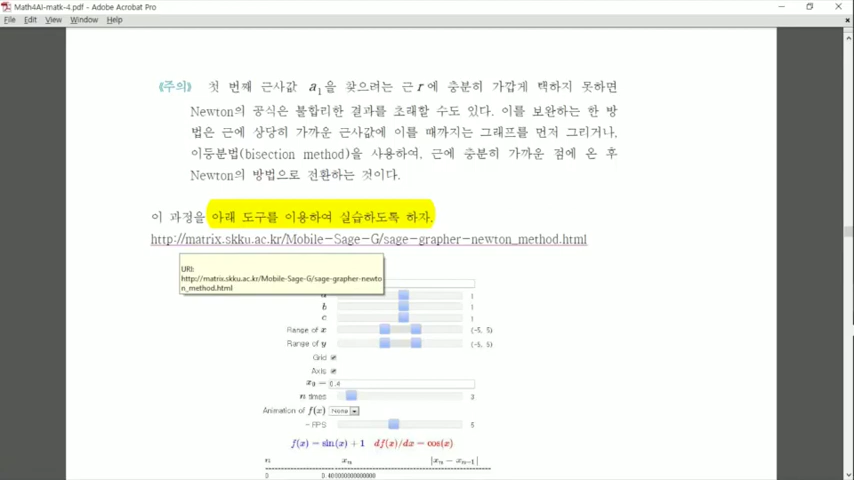 Math4AI-matk-4.pdf - Adobe Acrobat Pro
File Edit View Window Help
《주의》 첫 번째 근사값 a₁을 찾으려는 근 r에 충분히 가깝게 택하지 못하면
Newton의 공식은 불합리한 결과를 초래할 수도 있다. 이를 보완하는 한 방
법은 근에 상당히 가까운 근사값에 이를 때까지는 그래프를 먼저 그리거나,
이등분법(bisection method)을 사용하여, 근에 충분히 가까운 점에 온 후
Newton의 방법으로 전환하는 것이다.
이 과정을 아래 도구를 이용하여 실습하도록 하자.
http://matrix.skku.ac.kr/Mobile-Sage-G/sage-grapher-newton_method.html
URI:
http://matrix.skku.ac.kr/Mobile-Sage-G/sage-grapher-newto
n_method.html
a 1
b 1
c 1
Range of x (-5, 5)
Range of y (-5, 5)
Grid
Axis
x₀ = 0.4
n times 3
Animation of f(x) None
- FPS 5
f(x) = sin(x) + 1 df(x)/dx = cos(x)
n xₙ |xₙ − xₙ₋₁|
0 0.400000000000